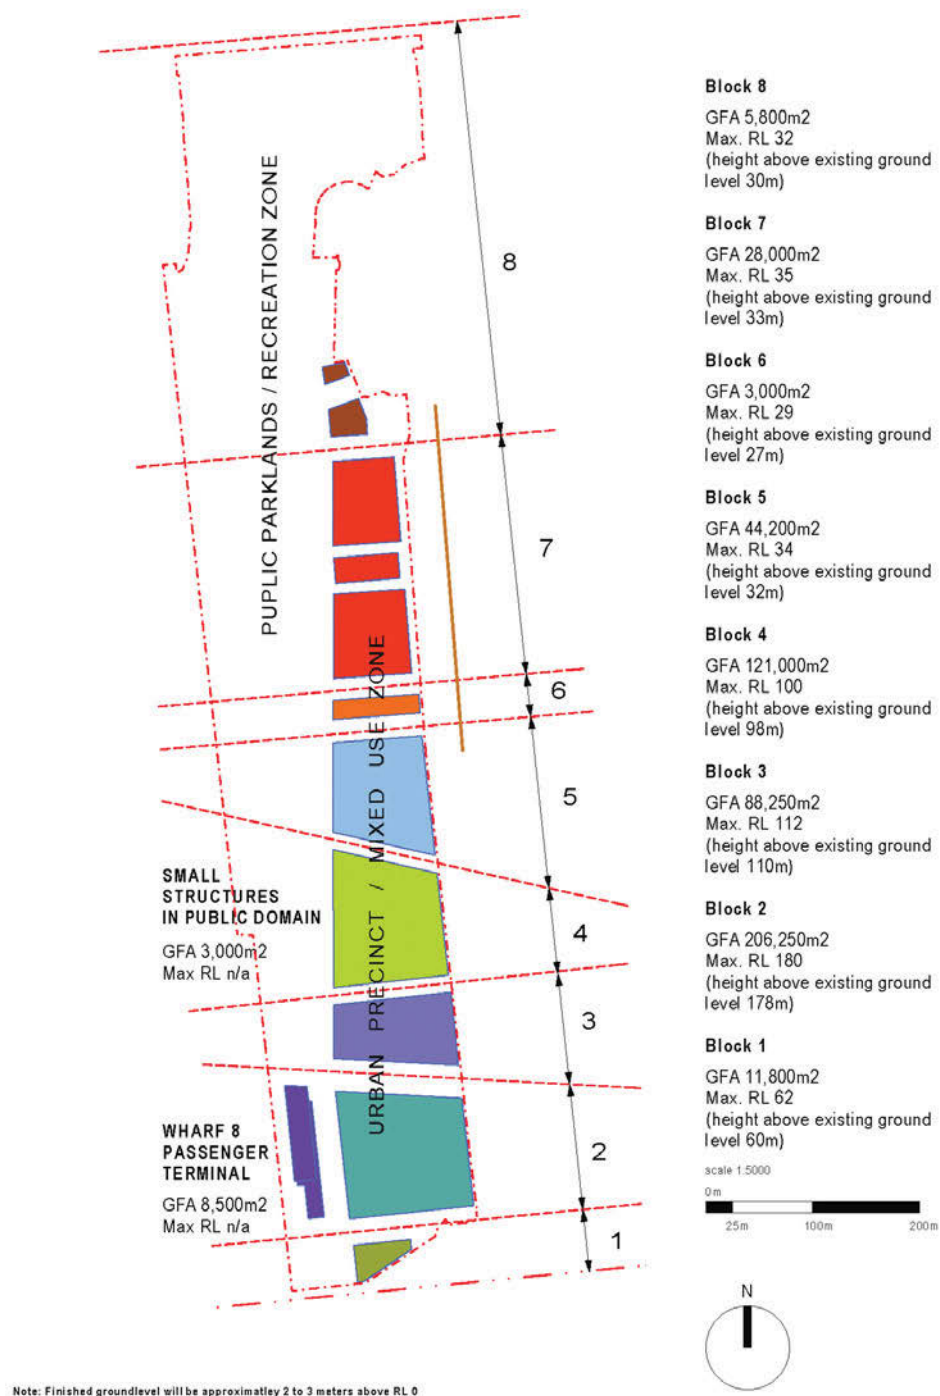 PUPLIC PARKLANDS / RECREATION ZONE
URBAN PRECINCT / MIXED USE ZONE
8
7
6
5
4
3
2
1
SMALL
STRUCTURES
IN PUBLIC DOMAIN
GFA 3,000m2
Max RL n/a
WHARF 8
PASSENGER
TERMINAL
GFA 8,500m2
Max RL n/a
Block 8
GFA 5,800m2
Max. RL 32
(height above existing ground
level 30m)
Block 7
GFA 28,000m2
Max. RL 35
(height above existing ground
level 33m)
Block 6
GFA 3,000m2
Max. RL 29
(height above existing ground
level 27m)
Block 5
GFA 44,200m2
Max. RL 34
(height above existing ground
level 32m)
Block 4
GFA 121,000m2
Max. RL 100
(height above existing ground
level 98m)
Block 3
GFA 88,250m2
Max. RL 112
(height above existing ground
level 110m)
Block 2
GFA 206,250m2
Max. RL 180
(height above existing ground
level 178m)
Block 1
GFA 11,800m2
Max. RL 62
(height above existing ground
level 60m)
scale 1:5000
0m
25m 100m 200m
N
Note: Finished groundlevel will be approximatley 2 to 3 meters above RL 0